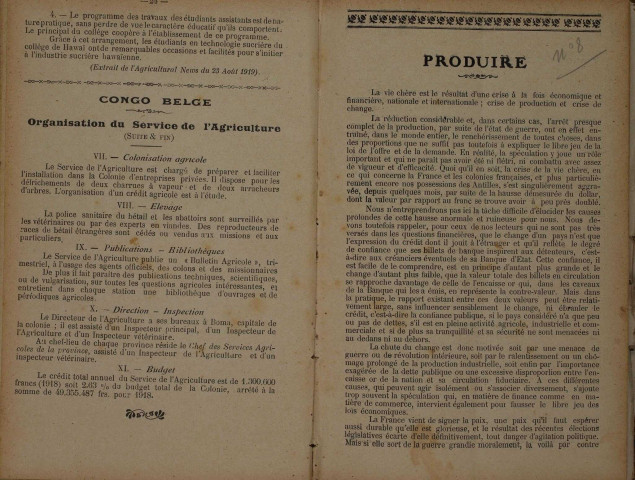 — 28 —
4. — Le programme des travaux des étudiants assistants est de na-
ture pratique, sans perdre de vue le caractère éducatif qu'ils comportent.
Le principal du collège coopère à l'établissement de ce programme.
Grâce à cet arrangement, les étudiants en technologie sucrière du
collège de Havaï ont de remarquables occasions et facilités pour s'initier
à l'industrie sucrière hawaïenne.
(Extrait de l'Agricultural News du 23 Août 1919).
CONGO BELGE
Organisation du Service de l'Agriculture
(SUITE & FIN)
VII. — Colonisation agricole
Le Service de l'Agriculture est chargé de préparer et faciliter
l'installation dans la Colonie d'entreprises privées. Il dispose pour les
défrichements de deux charrues à vapeur et de deux arracheurs
d'arbres. L'organisation d'un crédit agricole est à l'étude.
VIII. — Elevage
La police sanitaire du bétail et les abattoirs sont surveillés par
les vétérinaires ou par des experts en viandes. Des reproducteurs de
races de bétail étrangères sont cédés ou vendus aux missions et aux
particuliers.
IX. — Publications — Bibliothèques
Le Service de l'Agriculture publie un « Bulletin Agricole », tri-
mestriel, à l'usage des agents officiels, des colons et des missionnaires
De plus il fait paraître des publications techniques, scientifiques,
ou de vulgarisation, sur toutes les questions agricoles intéressantes, et
entretient dans chaque station une bibliothèque d'ouvrages et de
périodiques agricoles.
X. — Direction — Inspection
Le Directeur de l'Agriculture a ses bureaux à Boma, capitale de
la colonie ; il est assisté d'un Inspecteur principal, d'un Inspecteur de
l'Agriculture et d'un Inspecteur vétérinaire.
Au chef-lieu de chaque province réside le Chef des Services Agri-
coles de la province, assisté d'un Inspecteur de l'Agriculture et d'un
inspecteur vétérinaire.
XI. — Budget
Le crédit total annuel du Service de l'Agriculture est de 1.300.600
francs (1918) soit 2.63 % du budget total de la Colonie, arrêté à la
somme de 49.355.487 frs. pour 1918.
PRODUIRE
n° 8
La vie chère est le résultat d'une crise à la fois économique et
financière, nationale et internationale ; crise de production et crise de
change.
La réduction considérable et, dans certains cas, l'arrêt presque
complet de la production, par suite de l'état de guerre, ont en effet en-
traîné, dans le monde entier, le renchérissement de toutes choses, dans
des proportions que ne suffit pas toutefois à expliquer le libre jeu de la
loi de l'offre et de la demande. En réalité, la spéculation y joue un rôle
important et qui ne paraît pas avoir été ni flétri, ni combattu avec assez
de vigueur et d'efficacité. Quoi qu'il en soit, la crise de la vie chère, en
ce qui concerne la France et les colonies françaises, et plus particuliè-
rement encore nos possessions des Antilles, s'est singulièrement aggra-
vée, depuis quelques mois, par suite de la hausse démesurée du dollar,
dont la valeur par rapport au franc se trouve avoir à peu près doublé.
Nous n'entreprendrons pas ici la tâche difficile d'élucider les causes
profondes de cette hausse anormale et ruineuse pour nous. Nous de-
vons toutefois rappeler, pour ceux de nos lecteurs qui ne sont pas très
versés dans les questions financières, que le change d'un pays n'est que
l'expression du crédit dont il jouit à l'étranger et qu'il reflète le degré
de confiance que ses billets de banque inspirent aux détenteurs, c'est-
à-dire aux créanciers éventuels de sa Banque d'Etat. Cette confiance, il
est facile de le comprendre, est en principe d'autant plus grande et le
change d'autant plus faible, que la valeur totale des billets en circulation
se rapproche davantage de celle de l'encaisse or qui, dans les caveaux
de la Banque qui les a émis, en représente la contre-valeur. Mais dans
la pratique, le rapport existant entre ces deux valeurs peut être relati-
vement large, sans influencer sensiblement le change, ni ébranler le
crédit, c'est-à-dire la confiance publique, si le pays considéré n'a que peu
ou pas de dettes, s'il est en pleine activité agricole, industrielle et com-
merciale et si de plus sa tranquillité et sa sécurité ne sont menacées ni
au dedans ni au dehors.
La chute du change est donc motivée soit par une menace de
guerre ou de révolution intérieure, soit par le ralentissement ou un chô-
mage prolongé de la production industrielle, soit enfin par l'importance
exagérée de la dette publique ou une excessive disproportion entre l'en-
caisse or de la nation et sa circulation fiduciaire. A ces différentes
causes, qui peuvent agir isolément ou s'associer diversement, s'ajoute
trop souvent la spéculation qui, en matière de finance comme en ma-
tière de commerce, intervient également pour fausser le libre jeu des
lois économiques.
La France vient de signer la paix, une paix qu'il faut espérer
aussi durable qu'elle est glorieuse, et le résultat des récentes élections
législatives écarte d'elle définitivement, tout danger d'agitation politique.
Mais si elle sort de la guerre grandie moralement, la voilà par contre